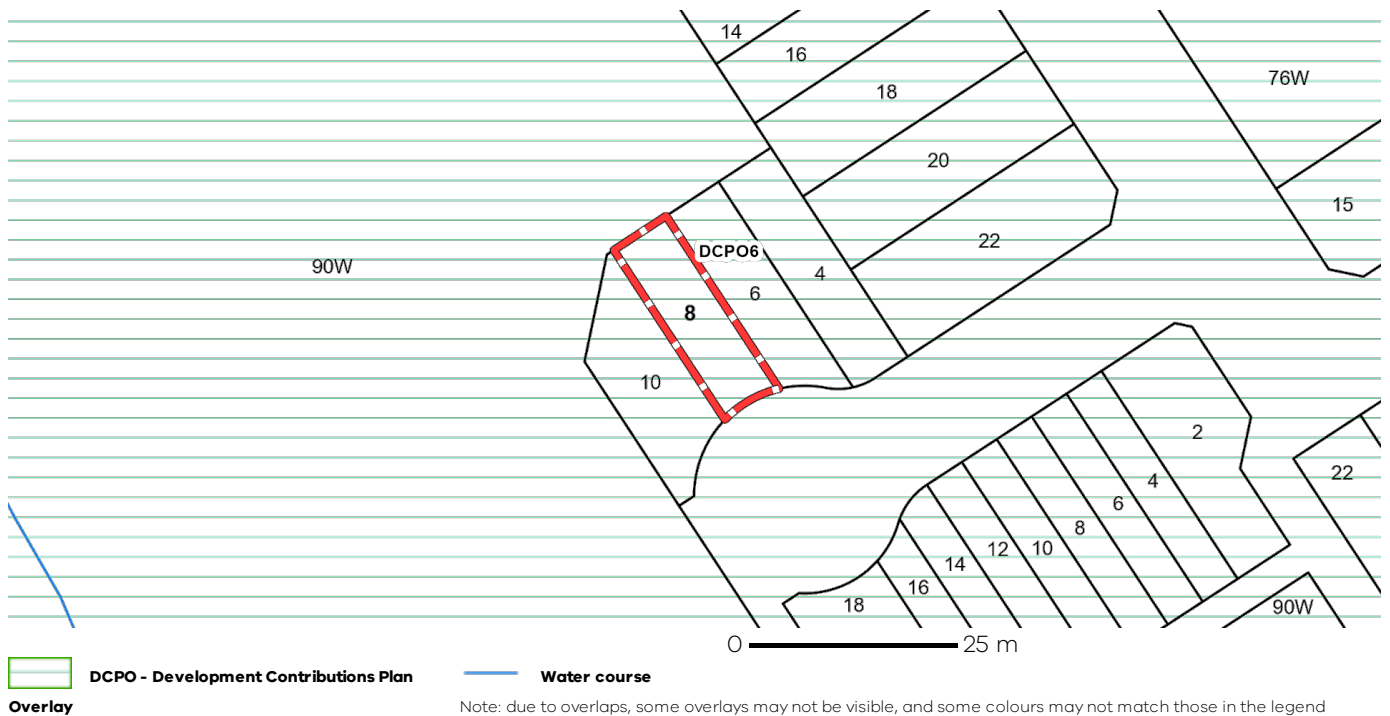 14
16
76W
18
20
15
22
DCPO6
90W
4
6
8
10
2
22
4
6
8
10
12
14
16
18
90W
0 25 m
DCPO - Development Contributions Plan Overlay
Water course
Note: due to overlaps, some overlays may not be visible, and some colours may not match those in the legend